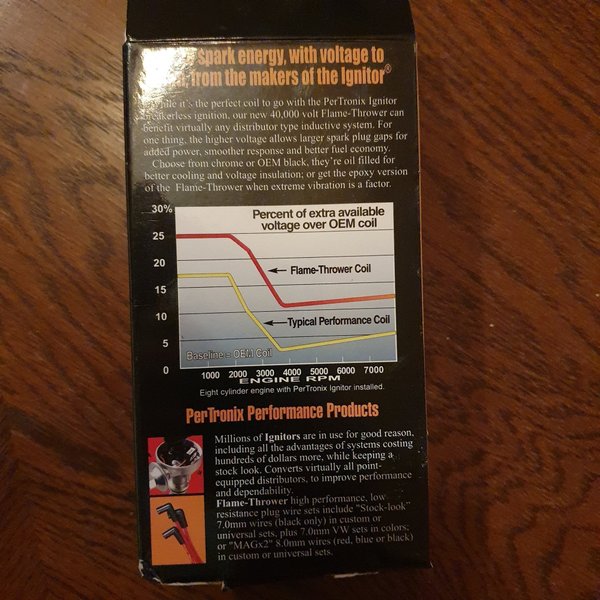 spark energy, with voltage to
from the makers of the Ignitor®
While it's the perfect coil to go with the PerTronix Ignitor
breakerless ignition, our new 40,000 volt Flame-Thrower can
benefit virtually any distributor type inductive system. For
one thing, the higher voltage allows larger spark plug gaps for
added power, smoother response and better fuel economy.
Choose from chrome or OEM black, they're oil filled for
better cooling and voltage insulation; or get the epoxy version
of the Flame-Thrower when extreme vibration is a factor.
30%
Percent of extra available
voltage over OEM coil
25
20
Flame-Thrower Coil
15
10
Typical Performance Coil
5
Baseline = OEM Coil
0
1000 2000 3000 4000 5000 6000 7000
ENGINE RPM
Eight cylinder engine with PerTronix Ignitor installed.
PerTronix Performance Products
Millions of Ignitors are in use for good reason,
including all the advantages of systems costing
hundreds of dollars more, while keeping a
stock look. Converts virtually all point-
equipped distributors, to improve performance
and dependability.
Flame-Thrower high performance, low
resistance plug wire sets include "Stock-look"
7.0mm wires (black only) in custom or
universal sets, plus 7.0mm VW sets in colors;
or "MAGx2" 8.0mm wires (red, blue or black)
in custom or universal sets.